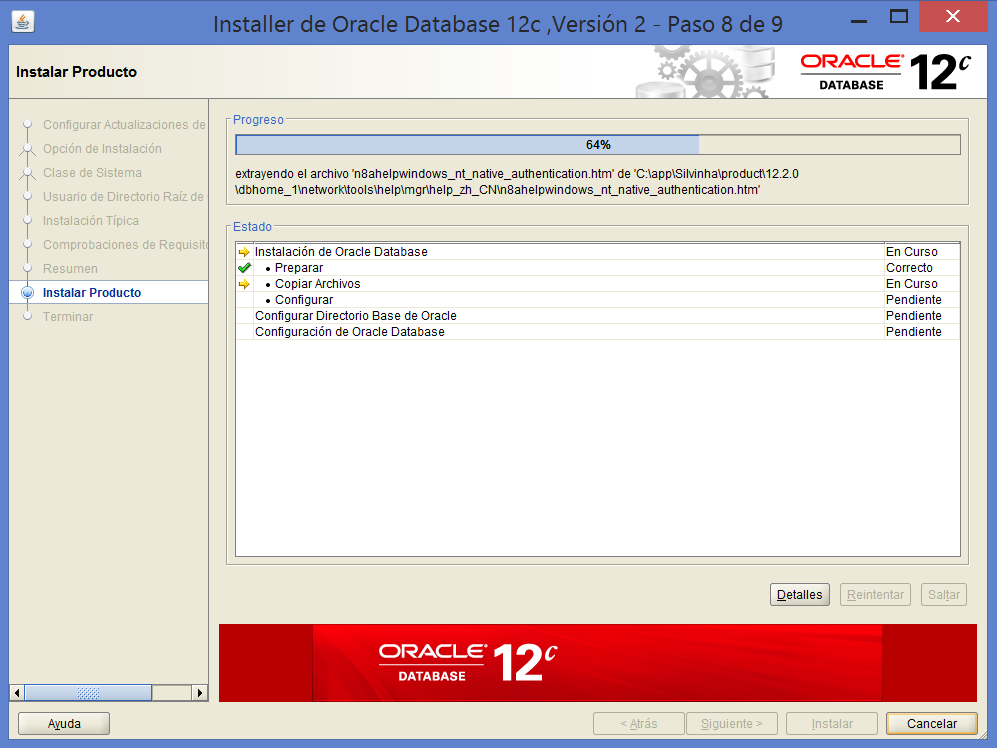 Installer de Oracle Database 12c ,Versión 2 - Paso 8 de 9
Instalar Producto
ORACLE®
DATABASE
12c
Configurar Actualizaciones de
Opción de Instalación
Clase de Sistema
Usuario de Directorio Raíz de
Instalación Típica
Comprobaciones de Requisito
Resumen
Instalar Producto
Terminar
Progreso
64%
extrayendo el archivo 'n8ahelpwindows_nt_native_authentication.htm' de 'C:\app\Silvinha\product\12.2.0
\dbhome_1\network\tools\help\mgr\help_zh_CN\n8ahelpwindows_nt_native_authentication.htm'
Estado
Instalación de Oracle Database En Curso
• Preparar Correcto
• Copiar Archivos En Curso
• Configurar Pendiente
Configurar Directorio Base de Oracle Pendiente
Configuración de Oracle Database Pendiente
Detalles Reintentar Saltar
ORACLE®
DATABASE
12c
Ayuda < Atrás Siguiente > Instalar Cancelar